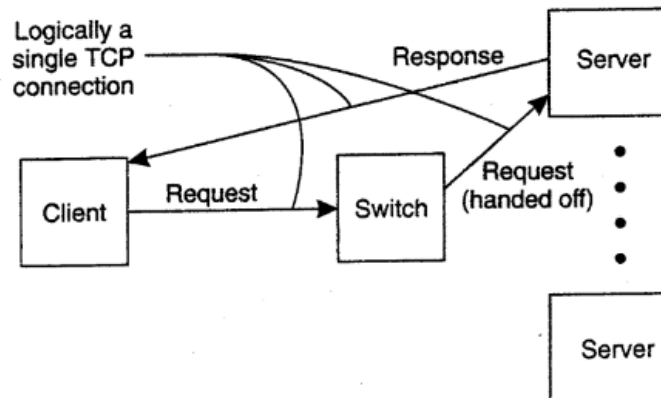 Logically a
single TCP
connection
Response
Server
Client
Request
Switch
Request
(handed off)
Server